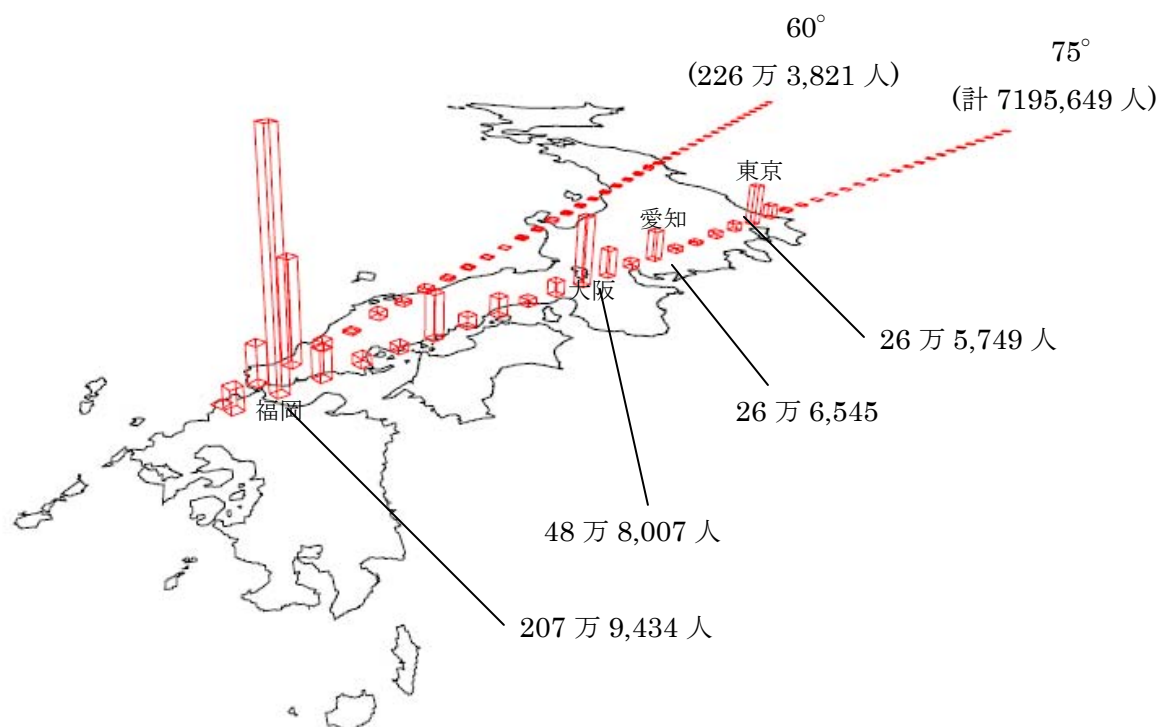 60°
(226 万 3,821 人)
75°
(計 7195,649 人)
東京
愛知
大阪
福岡
26 万 5,749 人
26 万 6,545
48 万 8,007 人
207 万 9,434 人